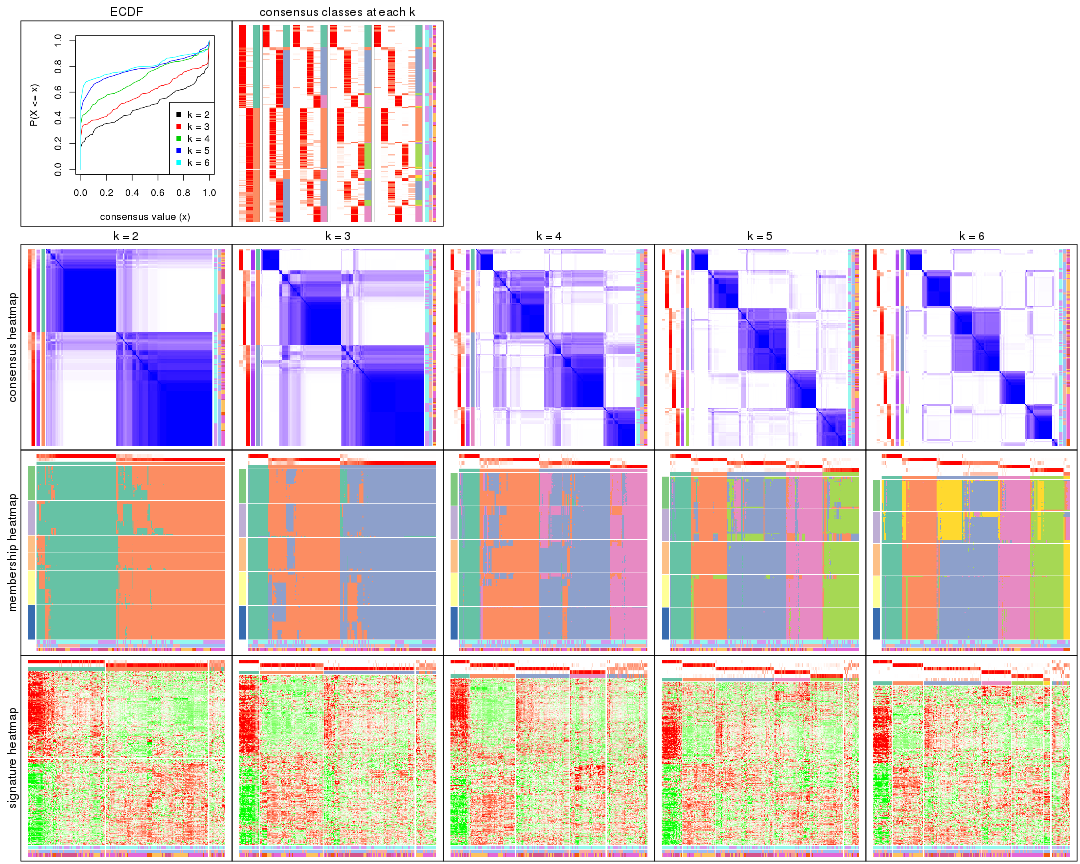 ECDF
consensus classes at each k
P(X <= x)
0.0 0.2 0.4 0.6 0.8 1.0
k = 2
k = 3
k = 4
k = 5
k = 6
0.0 0.2 0.4 0.6 0.8 1.0
consensus value (x)
k = 2
k = 3
k = 4
k = 5
k = 6
consensus heatmap
membership heatmap
signature heatmap